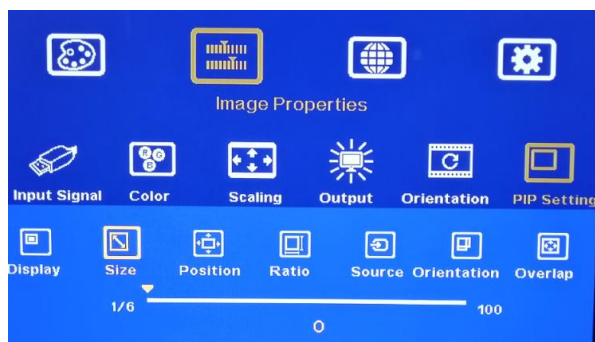 Image Properties
R G B
Input Signal Color Scaling Output Orientation PIP Setting
Display Size Position Ratio Source Orientation Overlap
1/6 100
0